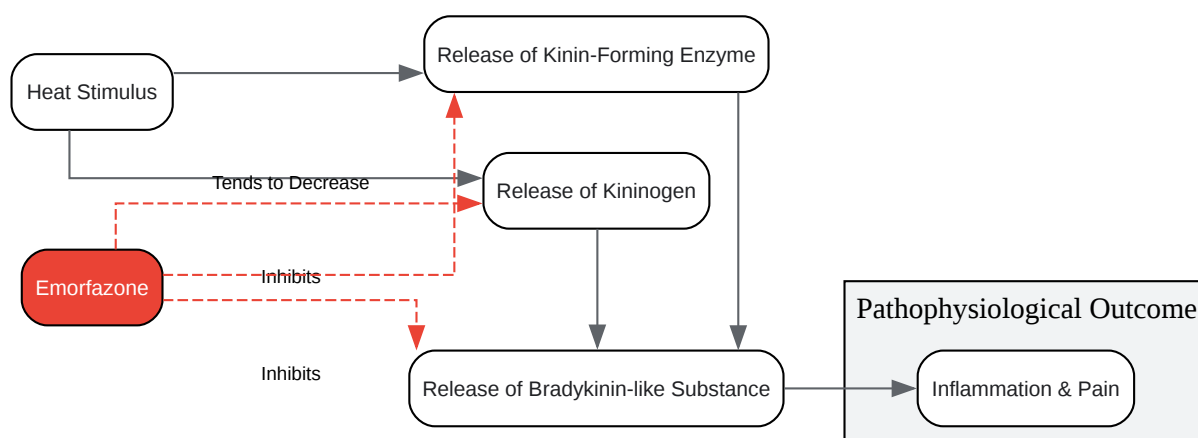 Release of Kinin-Forming Enzyme
Heat Stimulus
Tends to Decrease
Release of Kininogen
Emorfazone
Inhibits
Pathophysiological Outcome
Inhibits
Release of Bradykinin-like Substance
Inflammation & Pain